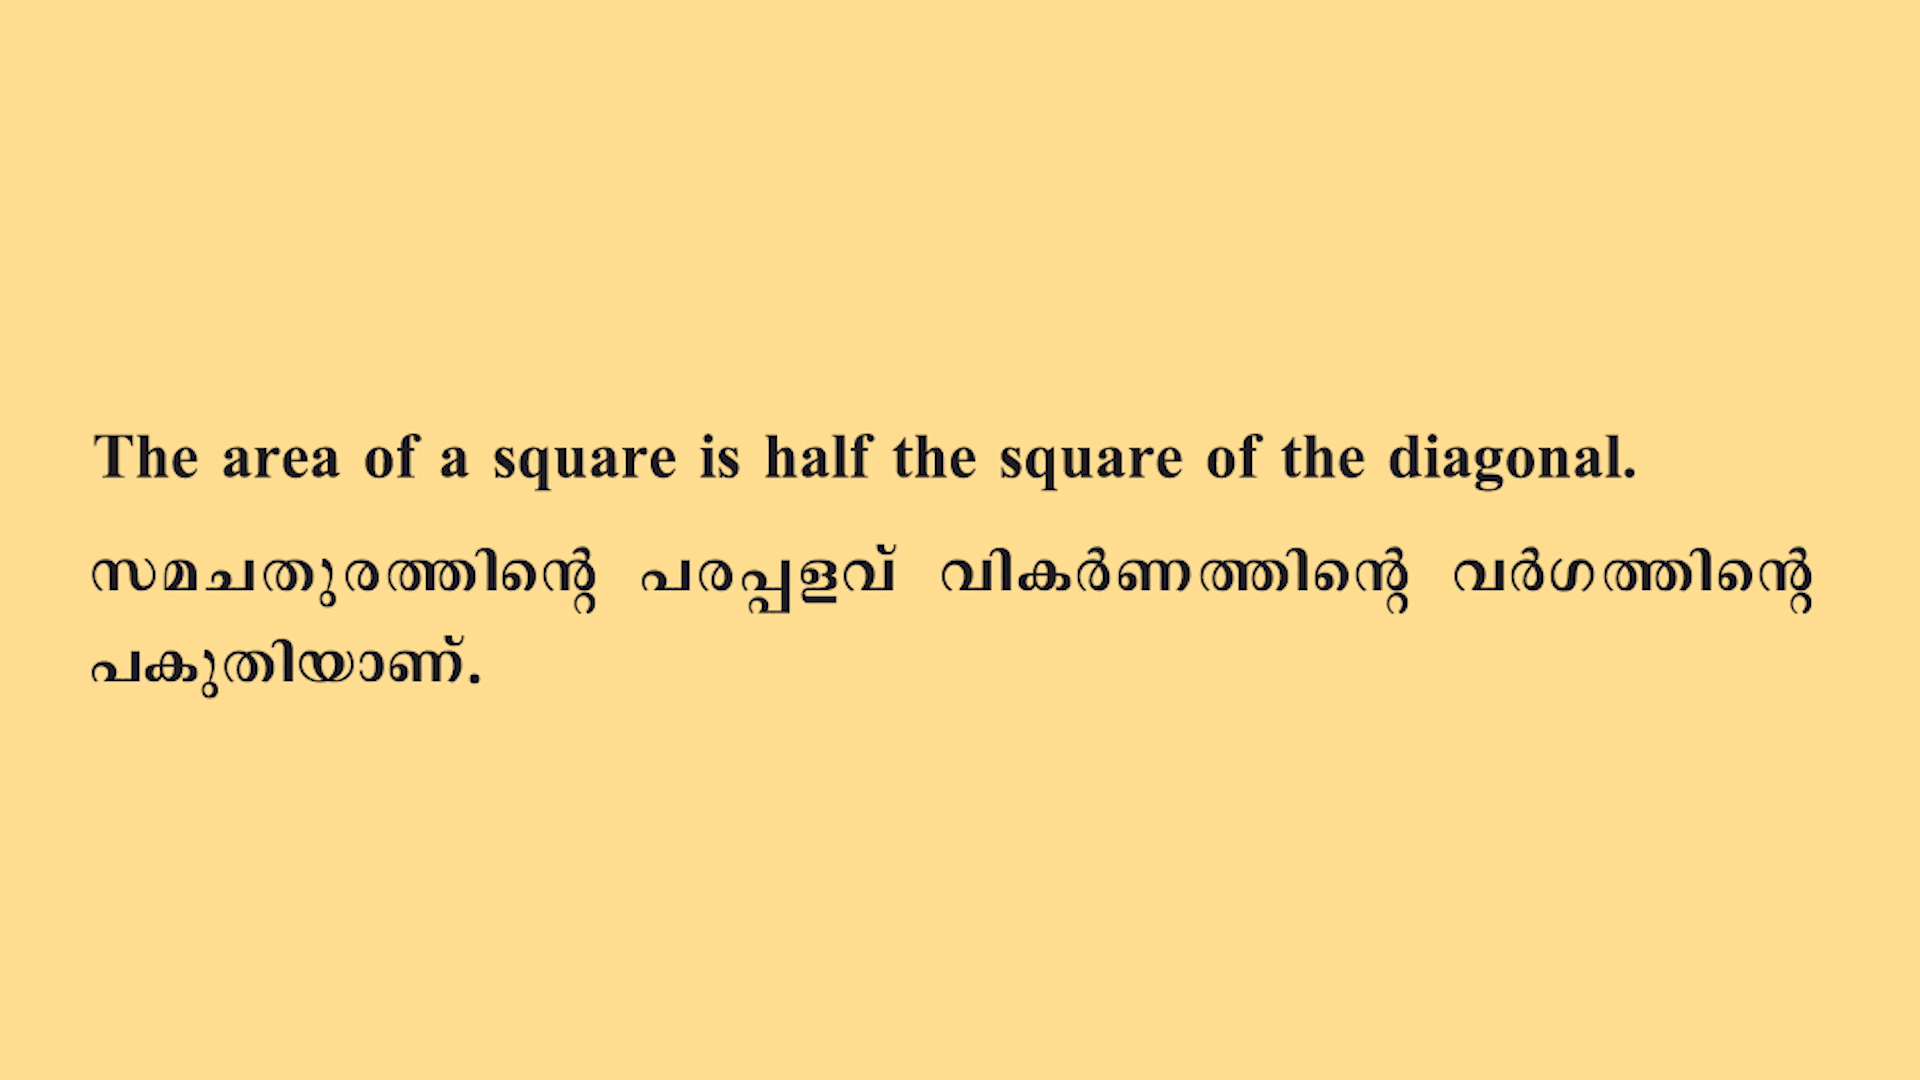 The area of a square is half the square of the diagonal.
സമചതുരത്തിന്റെ പരപ്പളവ് വികർണത്തിന്റെ വർഗത്തിന്റെ
പകുതിയാണ്.